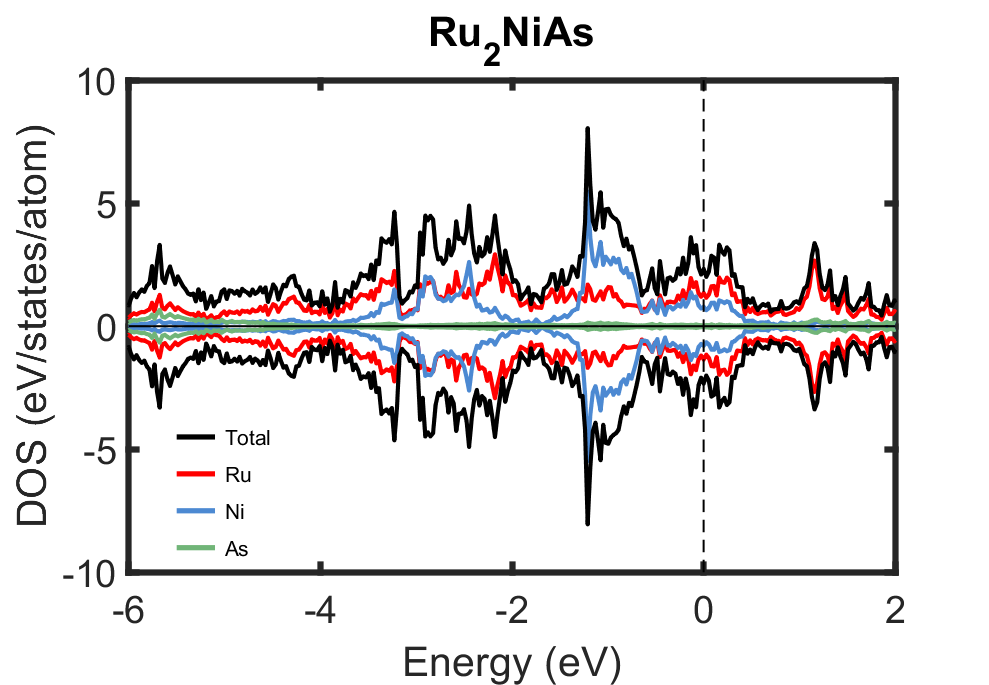 Ru2NiAs
10
5
0
0
-5
-10
DOS (eV/states/atom)
Total
Ru
Ni
As
-6
-4
-2
0
2
Energy (eV)